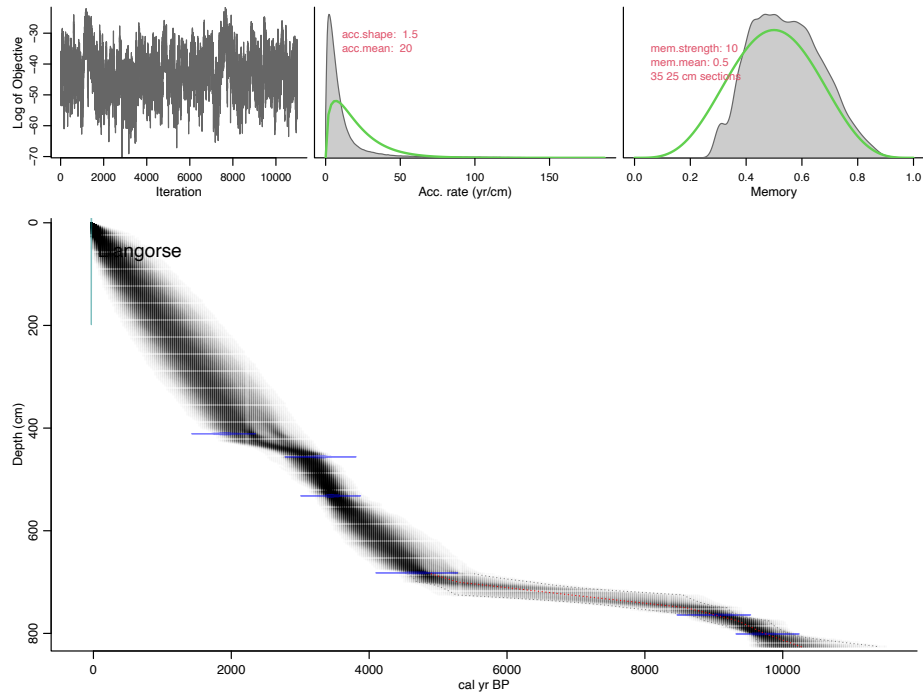 -30
-40
-50
-60
-70
Log of Objective
0 2000 4000 6000 8000 10000
Iteration
acc.shape: 1.5
acc.mean: 20
0 50 100 150
Acc. rate (yr/cm)
mem.strength: 10
mem.mean: 0.5
35 25 cm sections
0.0 0.2 0.4 0.6 0.8 1.0
Memory
Llangorse
0
200
400
600
800
Depth (cm)
0 2000 4000 6000 8000 10000
cal yr BP